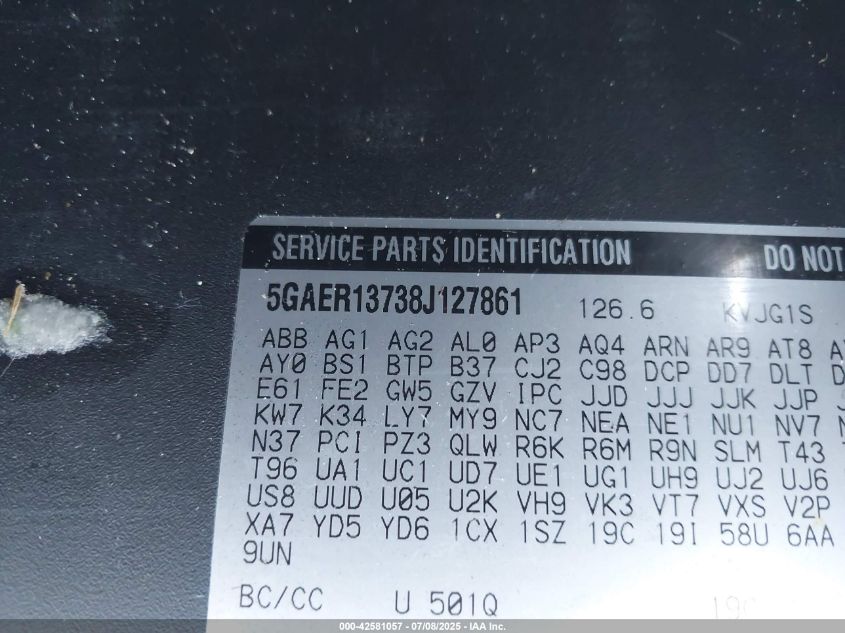 SERVICE PARTS IDENTIFICATION DO NOT
5GAER13738J127861 126.6 KVJG1S
ABB AG1 AG2 AL0 AP3 AQ4 ARN AR9 AT8
AY0 BS1 BTP B37 CJ2 C98 DCP DD7 DLT
E61 FE2 GW5 GZV IPC JJD JJJ JJK JJP
KW7 K34 LY7 MY9 NC7 NEA NE1 NU1 NV7
N37 PCI PZ3 QLW R6K R6M R9N SLM T43
T96 UA1 UC1 UD7 UE1 UG1 UH9 UJ2 UJ6
US8 UUD U05 U2K VH9 VK3 VT7 VXS V2P
XA7 YD5 YD6 1CX 1SZ 19C 19I 58U 6AA
9UN
BC/CC U 501Q
000-42581057 - 07/08/2025 - IAA Inc.